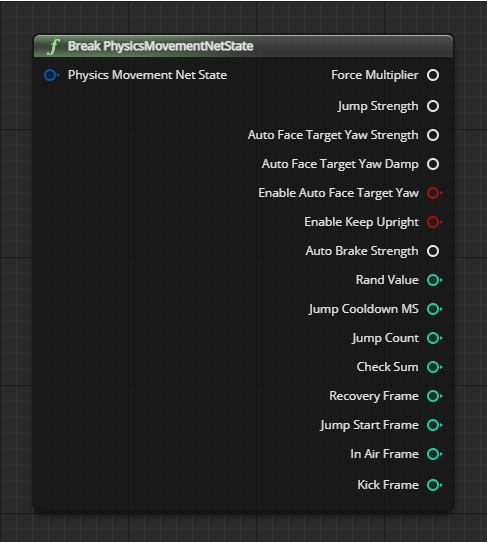 f Break PhysicsMovementNetState
Physics Movement Net State Force Multiplier
Jump Strength
Auto Face Target Yaw Strength
Auto Face Target Yaw Damp
Enable Auto Face Target Yaw
Enable Keep Upright
Auto Brake Strength
Rand Value
Jump Cooldown MS
Jump Count
Check Sum
Recovery Frame
Jump Start Frame
In Air Frame
Kick Frame